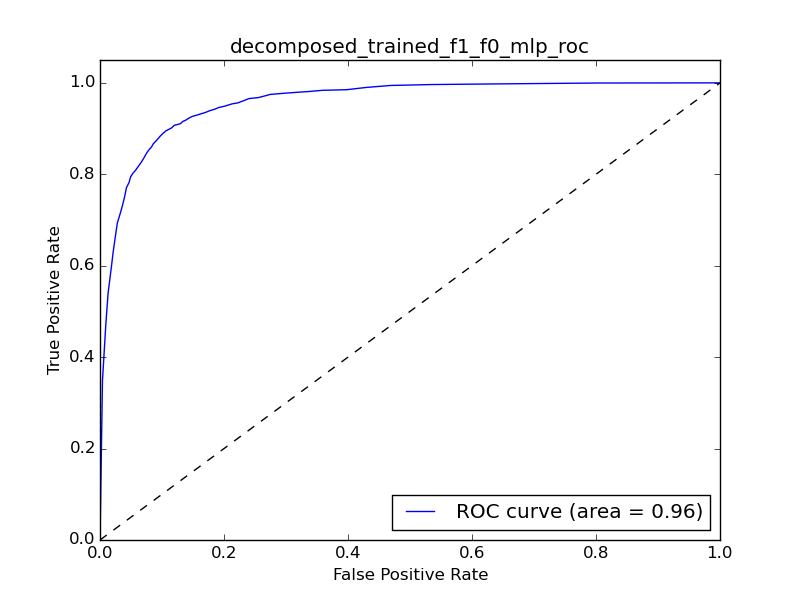 decomposed_trained_f1_f0_mlp_roc
1.0
0.8
0.6
0.4
0.2
0.0
True Positive Rate
ROC curve (area = 0.96)
0.0 0.2 0.4 0.6 0.8 1.0
False Positive Rate